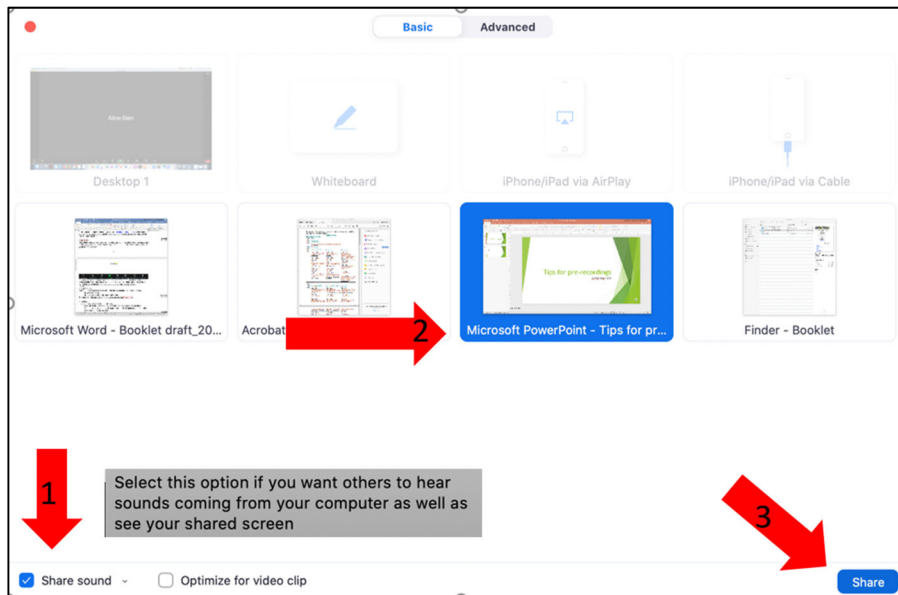 Basic Advanced
Desktop 1 Whiteboard iPhone/iPad via AirPlay iPhone/iPad via Cable
Tips for pre-recordings
Microsoft Word - Booklet draft_20... Acrobat 2 Microsoft PowerPoint - Tips for pr... Finder - Booklet
1
Select this option if you want others to hear
sounds coming from your computer as well as
see your shared screen
3
Share sound Optimize for video clip Share